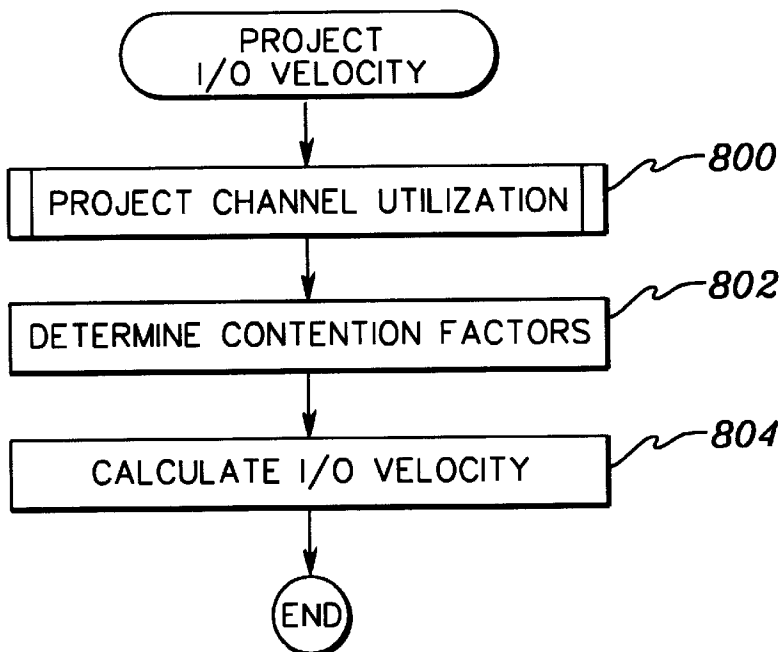 PROJECT
I/O VELOCITY
PROJECT CHANNEL UTILIZATION
800
DETERMINE CONTENTION FACTORS
802
CALCULATE I/O VELOCITY
804
END